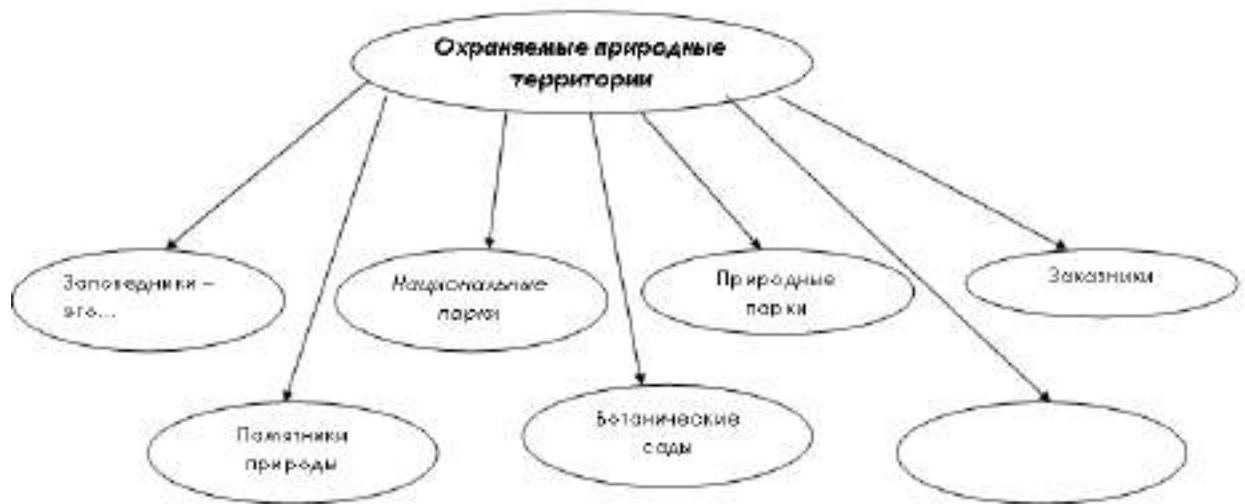 Охраняемые природные
территории
Заповедники –
это...
Национальные
парки
Природные
парки
Заказники
Памятники
природы
Ботанические
сады